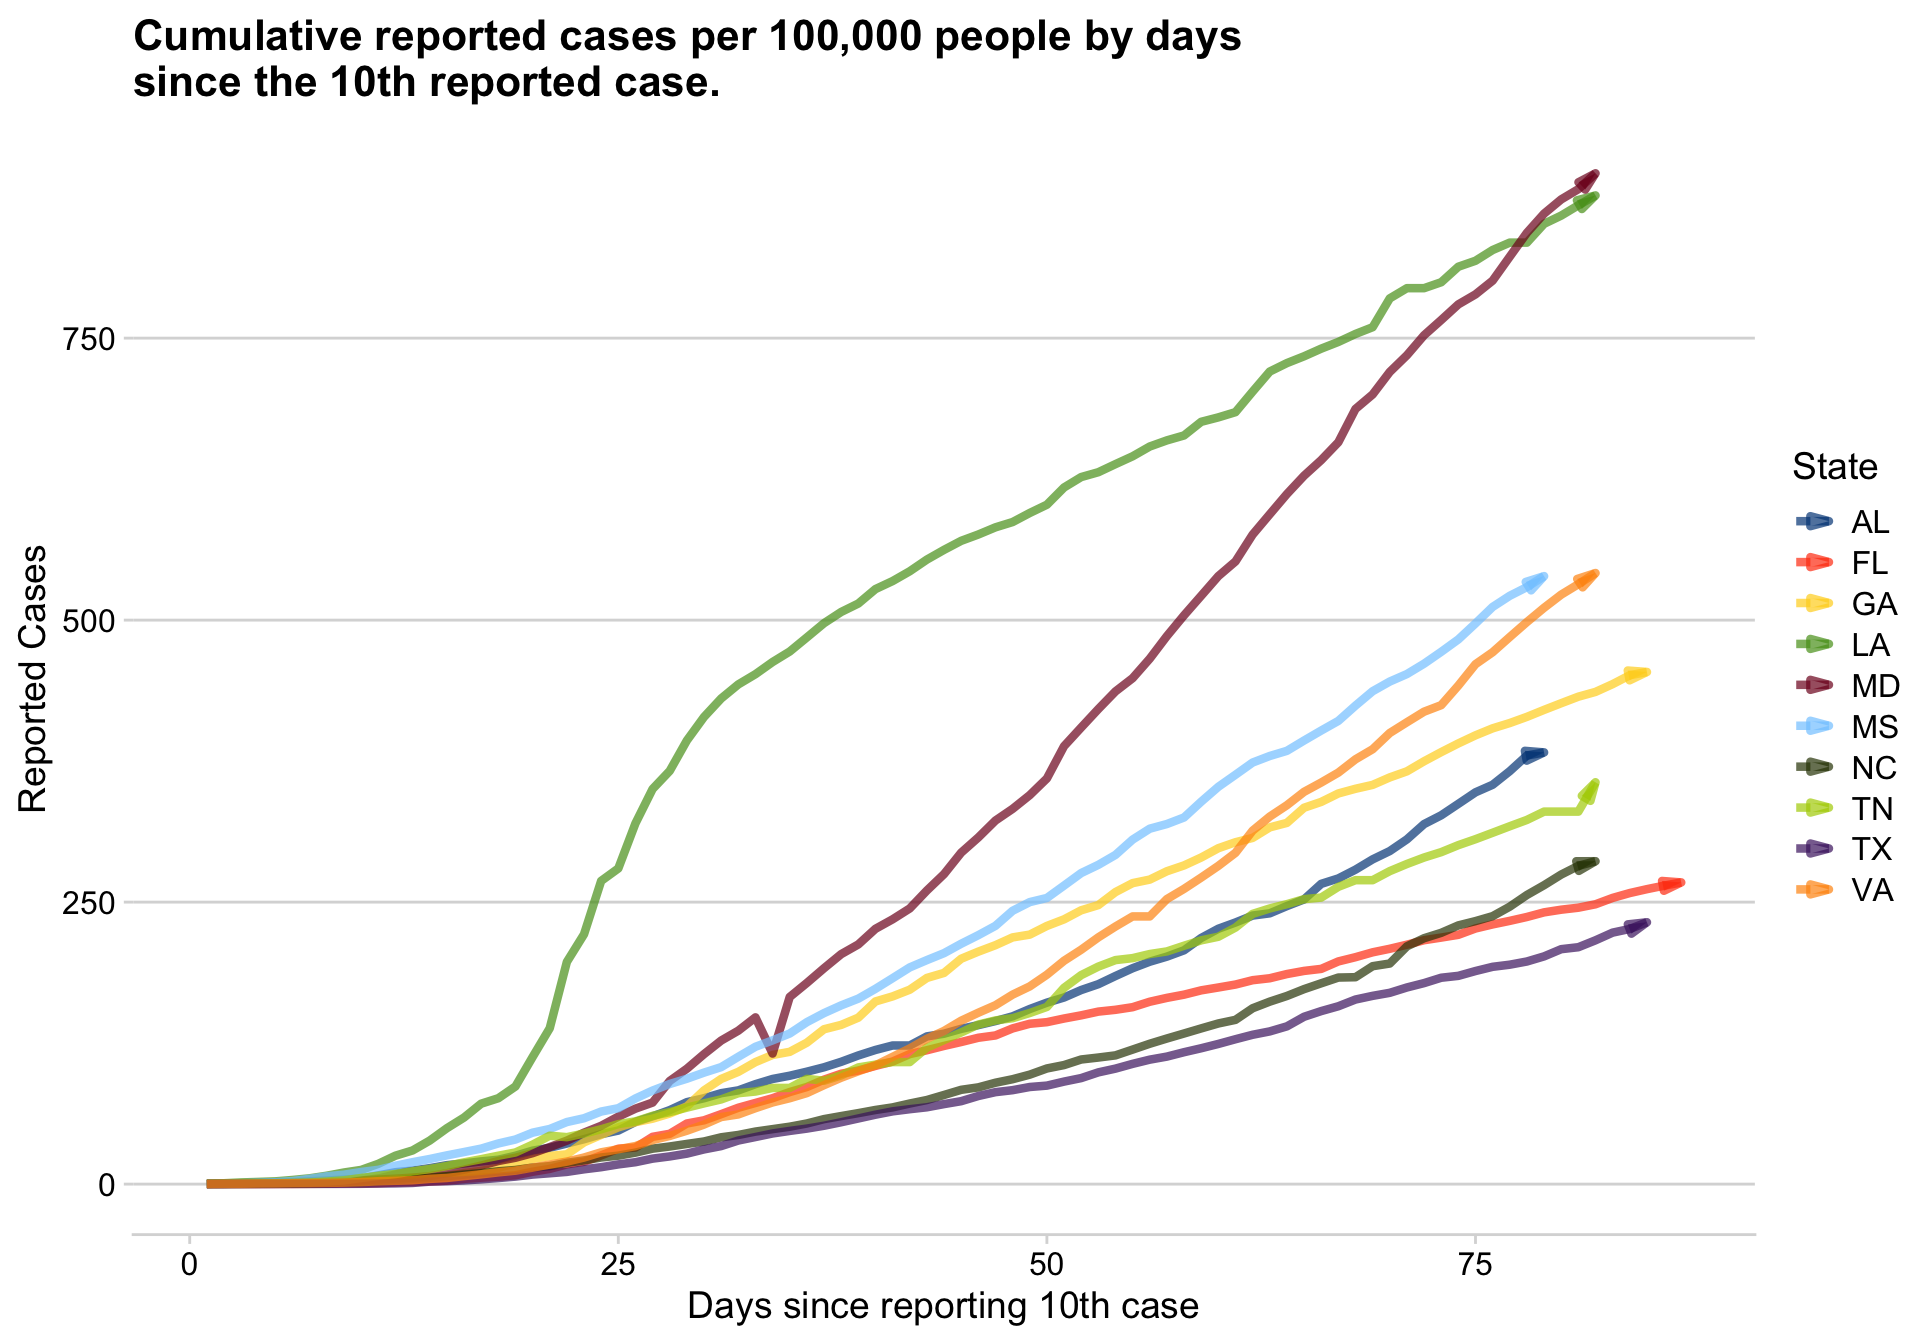 Cumulative reported cases per 100,000 people by days
since the 10th reported case.
Reported Cases
750
500
250
0
0
25
50
75
Days since reporting 10th case
State
AL
FL
GA
LA
MD
MS
NC
TN
TX
VA